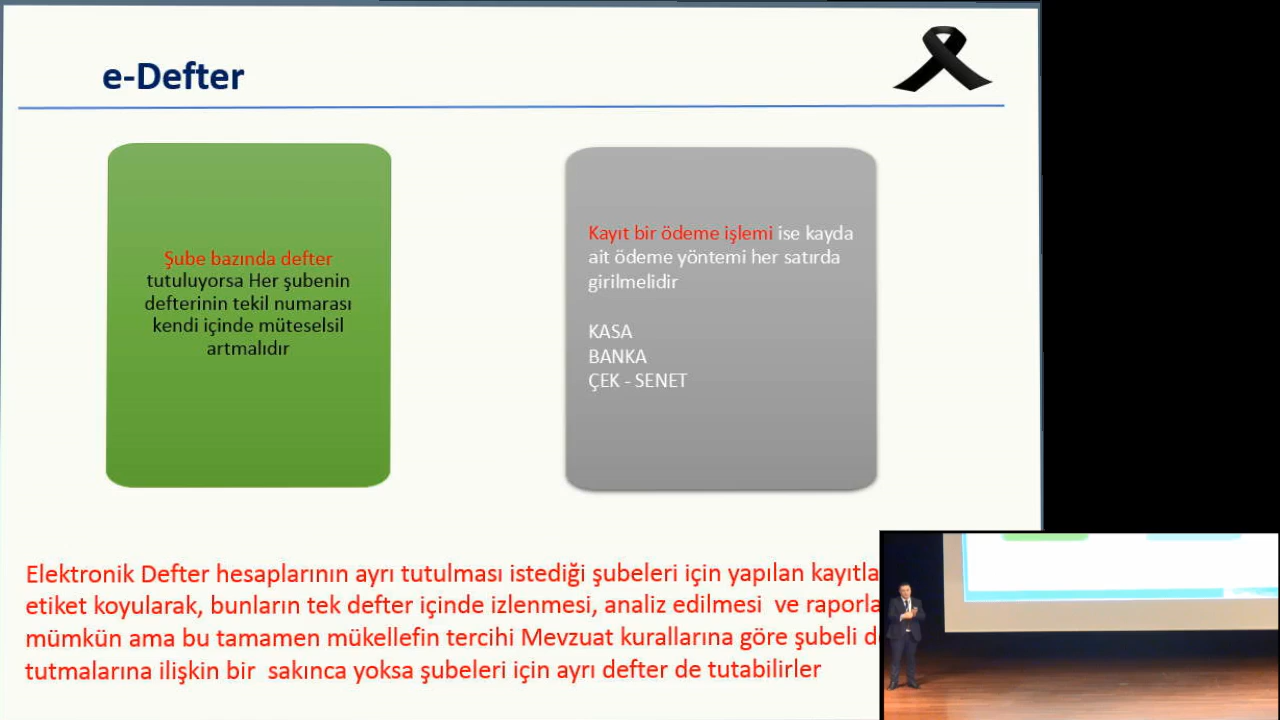 e-Defter
Şube bazında defter
tutuluyorsa Her şubenin
defterinin tekil numarası
kendi içinde müteselsil
artmalıdır
Kayıt bir ödeme işlemi ise kayda
ait ödeme yöntemi her satırda
girilmelidir
KASA
BANKA
ÇEK - SENET
Elektronik Defter hesaplarının ayrı tutulması istediği şubeleri için yapılan
etiket koyularak, bunların tek defter içinde izlenmesi, analiz edilmesi ve
mümkün ama bu tamamen mükellefin tercihi Mevzuat kurallarına göre şubeli
tutmalarına ilişkin bir sakınca yoksa şubeleri için ayrı defter de tutabilirler